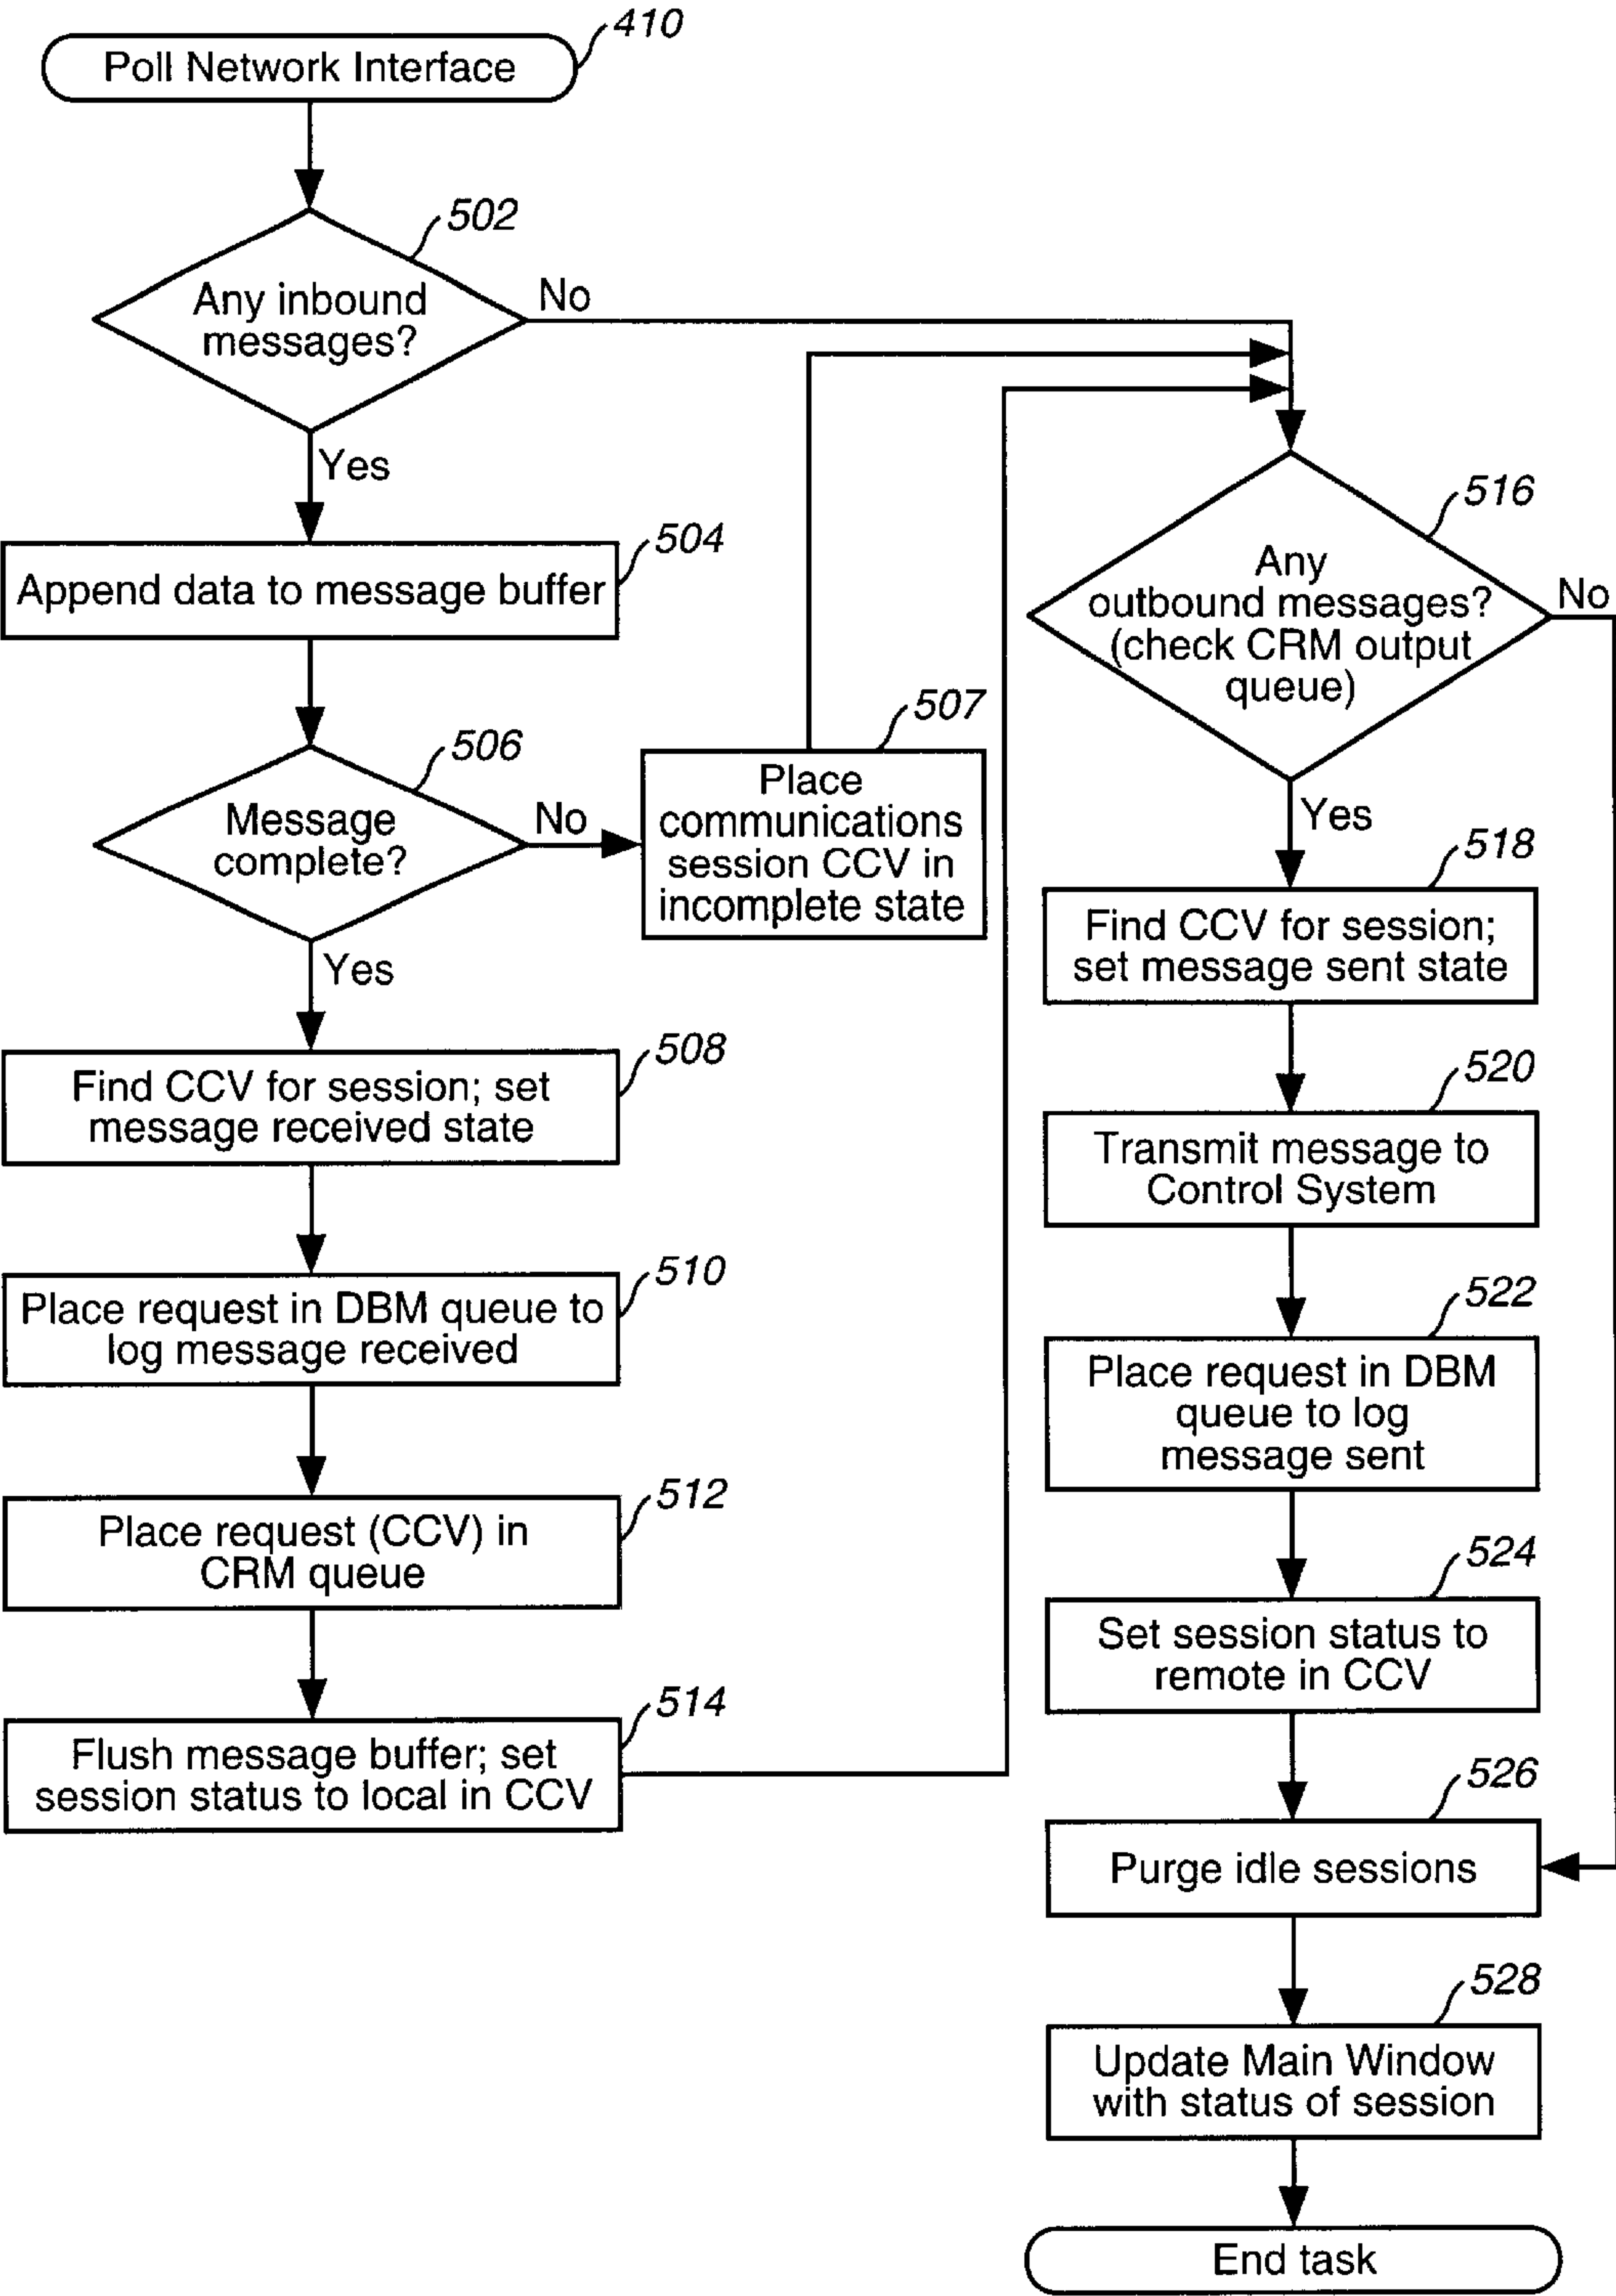 410
Poll Network Interface
502
Any inbound
messages?
No
Yes
504
Append data to message buffer
506
Message
complete?
No
507
Place
communications
session CCV in
incomplete state
Yes
508
Find CCV for session; set
message received state
510
Place request in DBM queue to
log message received
512
Place request (CCV) in
CRM queue
514
Flush message buffer; set
session status to local in CCV
516
Any
outbound messages?
(check CRM output
queue)
No
Yes
518
Find CCV for session;
set message sent state
520
Transmit message to
Control System
522
Place request in DBM
queue to log
message sent
524
Set session status to
remote in CCV
526
Purge idle sessions
528
Update Main Window
with status of session
End task